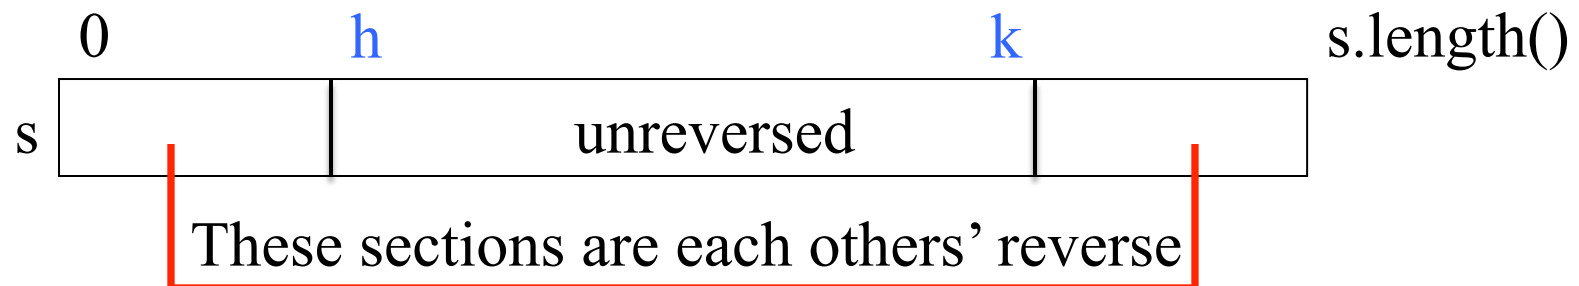 0 h k s.length()
s unreversed
These sections are each others’ reverse